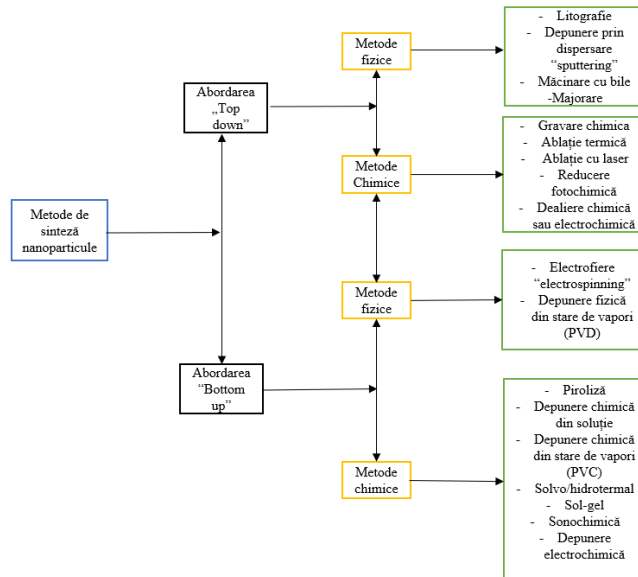 Metode de
sinteză
nanoparticule
Abordarea
„Top
down”
Metode
fizice
- Litografie
- Depunere prin
dispersare
“sputtering”
- Măcinare cu bile
-Majorare
Metode
Chimice
- Gravare chimica
- Ablație termică
- Ablație cu laser
- Reducere
fotochimică
- Dealiere chimică
sau electrochimică
Abordarea
“Bottom
up”
Metode
fizice
- Electrofiere
“electrospinning”
- Depunere fizică
din stare de vapori
(PVD)
Metode
chimice
- Piroliză
- Depunere chimică
din soluție
- Depunere chimică
din stare de vapori
(PVC)
- Solvo/hidrotermal
- Sol-gel
- Sonochimică
- Depunere
electrochimică